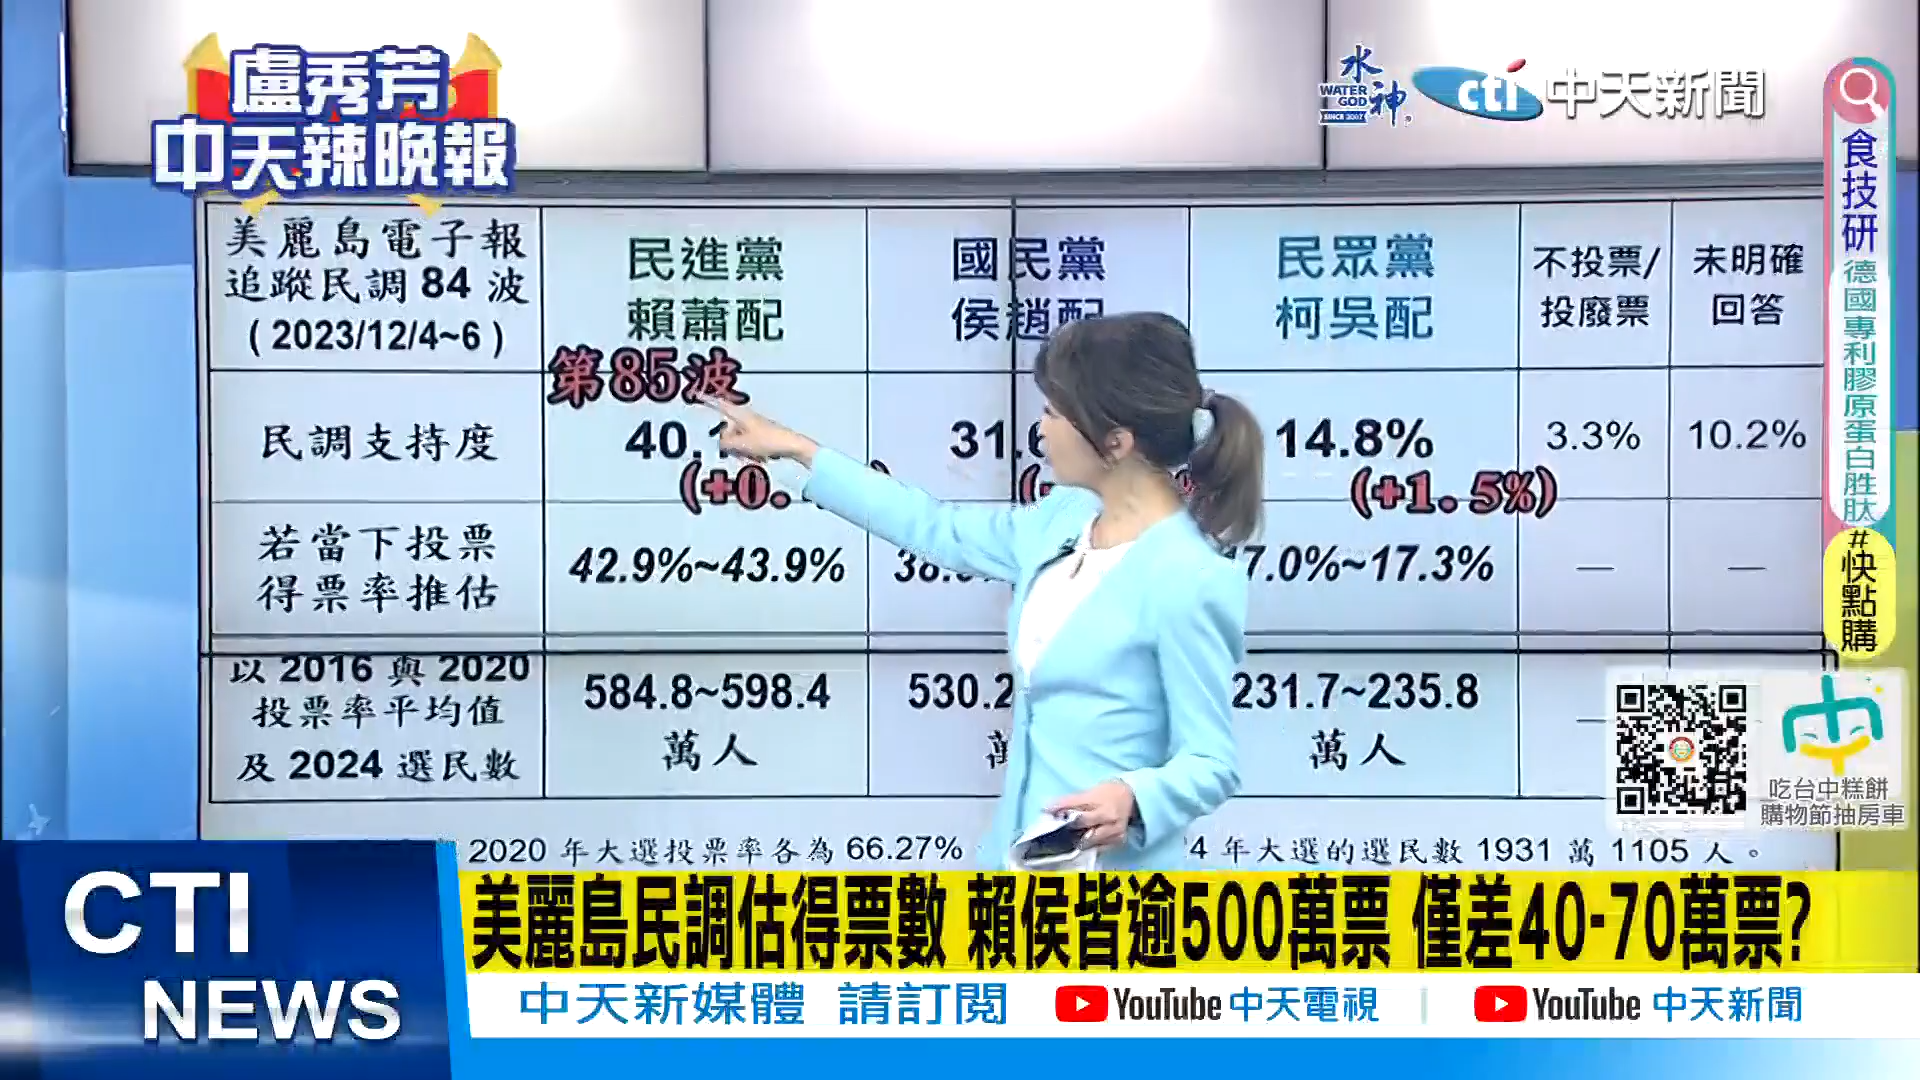 盧秀芳
中天辣晚報
水神
WATER GOD
SINCE 2007
cti 中天新聞
美麗島電子報
追蹤民調 84 波
( 2023/12/4~6 )
民進黨
賴蕭配
國民黨
侯趙配
民眾黨
柯吳配
不投票/
投廢票
未明確
回答
第85波
民調支持度
40.1
31.6
14.8%
3.3%
10.2%
(+0.
(+1.5%)
若當下投票
得票率推估
42.9%~43.9%
7.0%~17.3%
—
—
以 2016 與 2020
投票率平均值
及 2024 選民數
584.8~598.4
萬人
530.2
萬
231.7~235.8
萬人
2020 年大選投票率各為 66.27%
4 年大選的選民數 1931 萬 1105 人。
食技研
德國專利膠原蛋白胜肽
#快點購
吃台中糕餅
購物節抽房車
CTI
NEWS
美麗島民調估得票數 賴侯皆逾500萬票 僅差40-70萬票?
中天新媒體 請訂閱 YouTube 中天電視 | YouTube 中天新聞